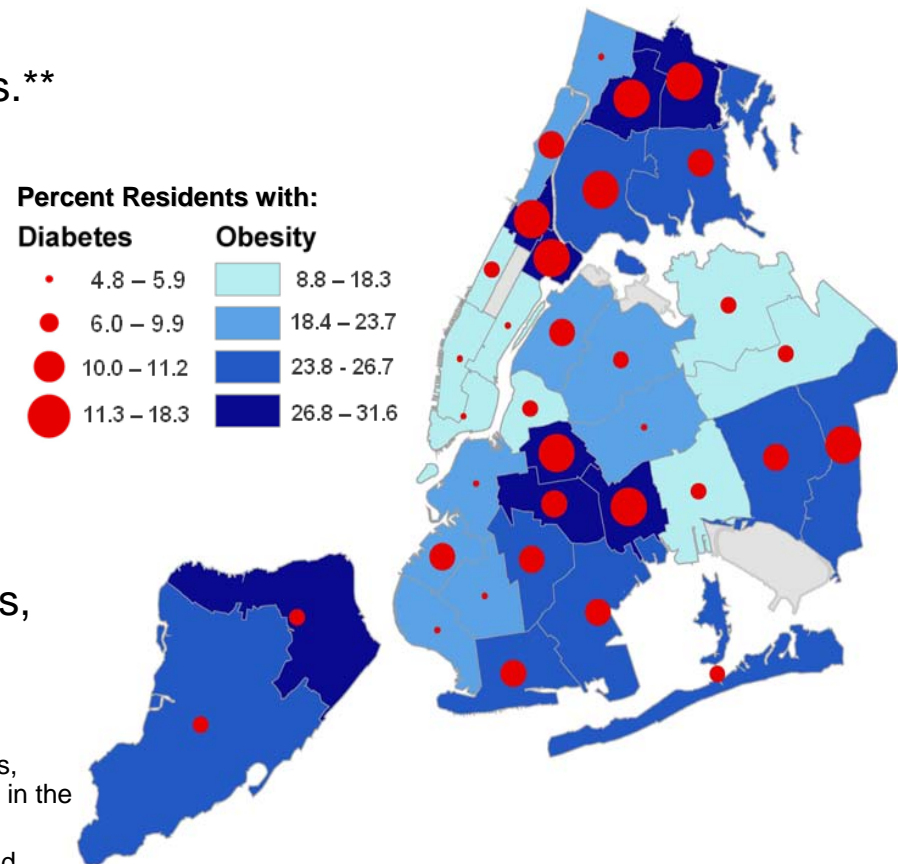 s.**
Percent Residents with:
Diabetes Obesity
4.8 – 5.9 8.8 – 18.3
6.0 – 9.9 18.4 – 23.7
10.0 – 11.2 23.8 - 26.7
11.3 – 18.3 26.8 – 31.6
s,
s,
in the
d